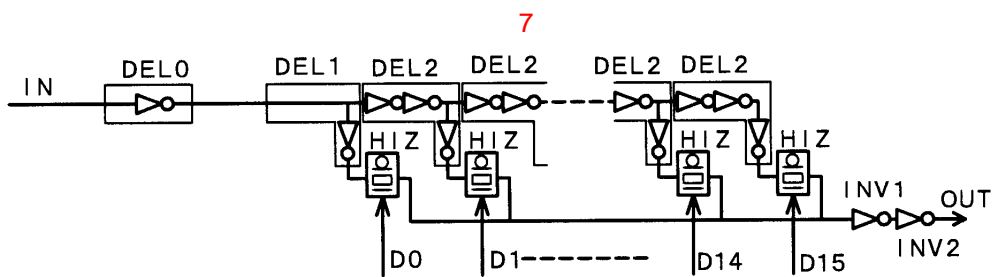 7
IN DEL0 DEL1 DEL2 DEL2 DEL2 DEL2
HIZ HIZ HIZ HIZ
INV1 OUT
INV2
D0 D1 D14 D15